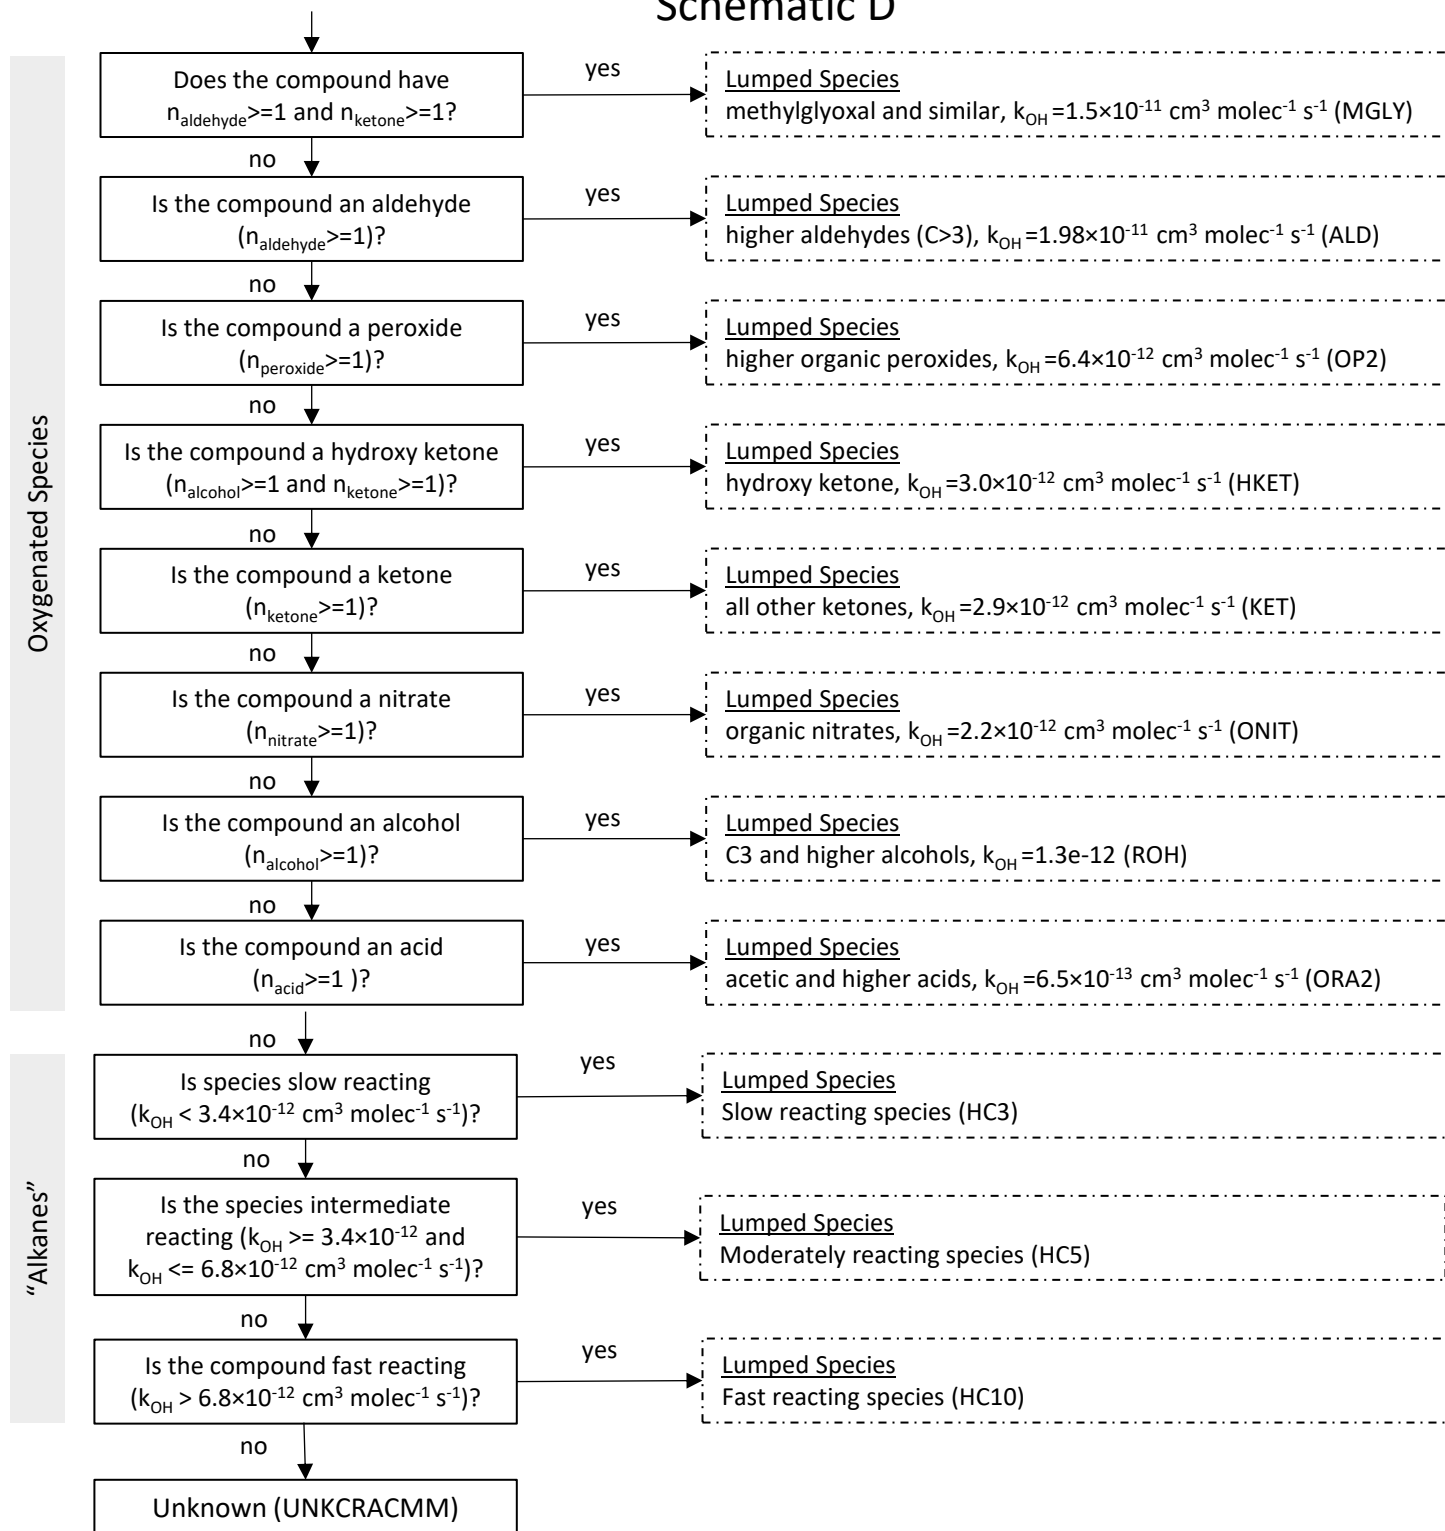 Schematic D
Oxygenated Species
Does the compound have
n_aldehyde>=1 and n_ketone>=1?
yes
Lumped Species
methylglyoxal and similar, k_OH =1.5×10⁻¹¹ cm³ molec⁻¹ s⁻¹ (MGLY)
no
Is the compound an aldehyde
(n_aldehyde>=1)?
yes
Lumped Species
higher aldehydes (C>3), k_OH =1.98×10⁻¹¹ cm³ molec⁻¹ s⁻¹ (ALD)
no
Is the compound a peroxide
(n_peroxide>=1)?
yes
Lumped Species
higher organic peroxides, k_OH =6.4×10⁻¹² cm³ molec⁻¹ s⁻¹ (OP2)
no
Is the compound a hydroxy ketone
(n_alcohol>=1 and n_ketone>=1)?
yes
Lumped Species
hydroxy ketone, k_OH =3.0×10⁻¹² cm³ molec⁻¹ s⁻¹ (HKET)
no
Is the compound a ketone
(n_ketone>=1)?
yes
Lumped Species
all other ketones, k_OH =2.9×10⁻¹² cm³ molec⁻¹ s⁻¹ (KET)
no
Is the compound a nitrate
(n_nitrate>=1)?
yes
Lumped Species
organic nitrates, k_OH =2.2×10⁻¹² cm³ molec⁻¹ s⁻¹ (ONIT)
no
Is the compound an alcohol
(n_alcohol>=1)?
yes
Lumped Species
C3 and higher alcohols, k_OH =1.3e-12 (ROH)
no
Is the compound an acid
(n_acid>=1 )?
yes
Lumped Species
acetic and higher acids, k_OH =6.5×10⁻¹³ cm³ molec⁻¹ s⁻¹ (ORA2)
no
"Alkanes"
Is species slow reacting
(k_OH < 3.4×10⁻¹² cm³ molec⁻¹ s⁻¹)?
yes
Lumped Species
Slow reacting species (HC3)
no
Is the species intermediate
reacting (k_OH >= 3.4×10⁻¹² and
k_OH <= 6.8×10⁻¹² cm³ molec⁻¹ s⁻¹)?
yes
Lumped Species
Moderately reacting species (HC5)
no
Is the compound fast reacting
(k_OH > 6.8×10⁻¹² cm³ molec⁻¹ s⁻¹)?
yes
Lumped Species
Fast reacting species (HC10)
no
Unknown (UNKCRACMM)